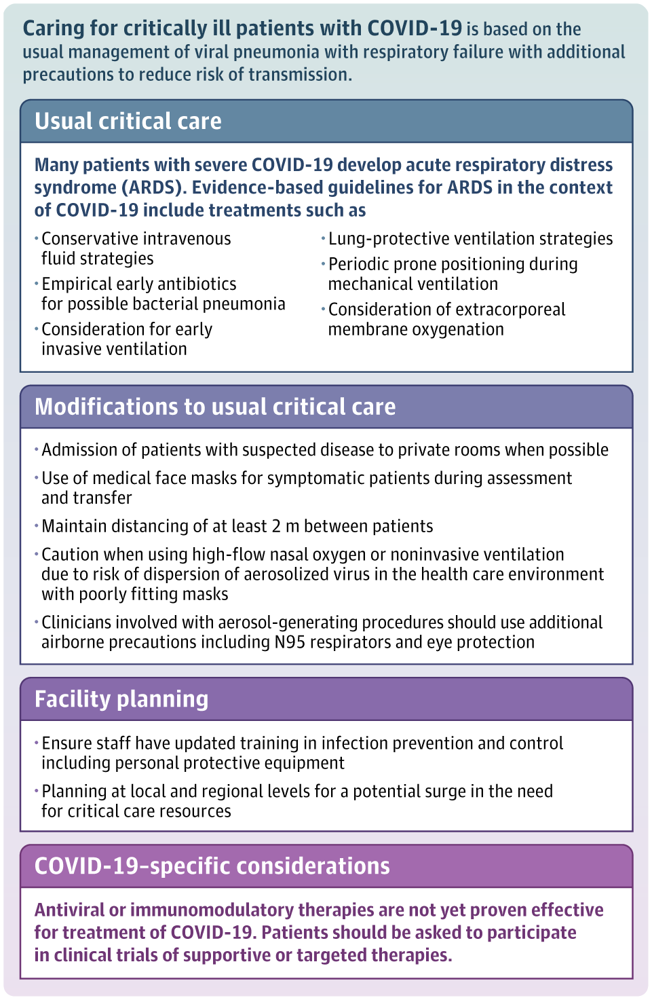 Caring for critically ill patients with COVID-19 is based on the
usual management of viral pneumonia with respiratory failure with additional
precautions to reduce risk of transmission.
Usual critical care
Many patients with severe COVID-19 develop acute respiratory distress
syndrome (ARDS). Evidence-based guidelines for ARDS in the context
of COVID-19 include treatments such as
• Conservative intravenous
fluid strategies
• Empirical early antibiotics
for possible bacterial pneumonia
• Consideration for early
invasive ventilation
• Lung-protective ventilation strategies
• Periodic prone positioning during
mechanical ventilation
• Consideration of extracorporeal
membrane oxygenation
Modifications to usual critical care
• Admission of patients with suspected disease to private rooms when possible
• Use of medical face masks for symptomatic patients during assessment
and transfer
• Maintain distancing of at least 2 m between patients
• Caution when using high-flow nasal oxygen or noninvasive ventilation
due to risk of dispersion of aerosolized virus in the health care environment
with poorly fitting masks
• Clinicians involved with aerosol-generating procedures should use additional
airborne precautions including N95 respirators and eye protection
Facility planning
• Ensure staff have updated training in infection prevention and control
including personal protective equipment
• Planning at local and regional levels for a potential surge in the need
for critical care resources
COVID-19–specific considerations
Antiviral or immunomodulatory therapies are not yet proven effective
for treatment of COVID-19. Patients should be asked to participate
in clinical trials of supportive or targeted therapies.